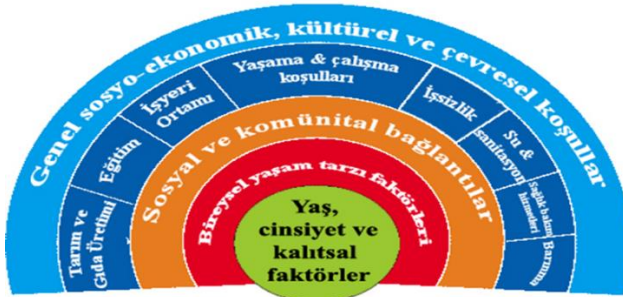 Genel sosyo-ekonomik, kültürel ve çevresel koşullar
Tarım ve
Gıda Üretimi
Eğitim
İşyeri
Ortamı
Yaşama & çalışma
koşulları
İşsizlik
Su &
sanitasyon
Sağlık bakım
hizmetleri
Barınma
Sosyal ve komünital bağlantılar
Bireysel yaşam tarzı faktörleri
Yaş,
cinsiyet ve
kalıtsal
faktörler